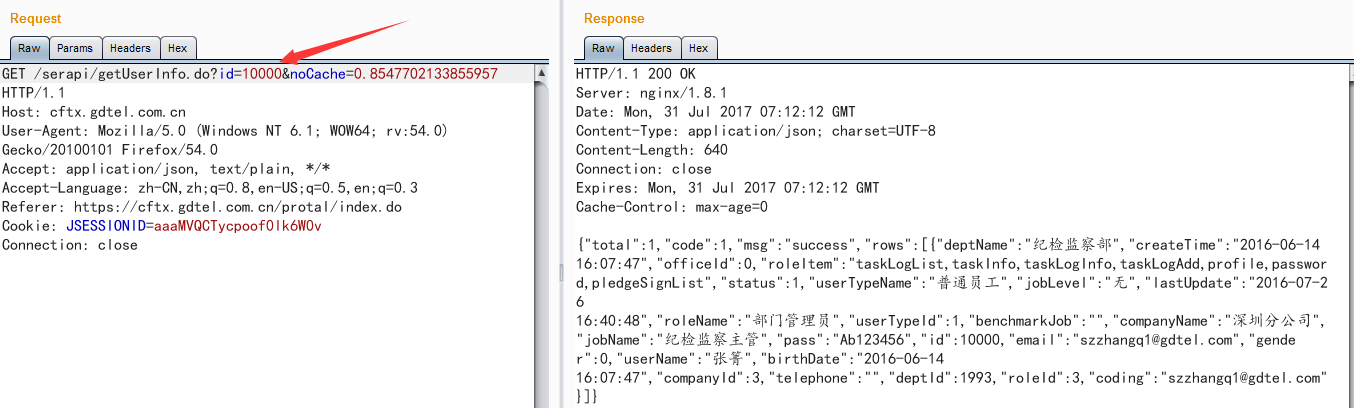 Request
Raw Params Headers Hex
GET /serapi/getUserInfo.do?id=10000&noCache=0.8547702133855957
HTTP/1.1
Host: cftx.gdtel.com.cn
User-Agent: Mozilla/5.0 (Windows NT 6.1; WOW64; rv:54.0)
Gecko/20100101 Firefox/54.0
Accept: application/json, text/plain, */*
Accept-Language: zh-CN,zh;q=0.8,en-US;q=0.5,en;q=0.3
Referer: https://cftx.gdtel.com.cn/protal/index.do
Cookie: JSESSIONID=aaaMVQCTycpoofOlk6WOv
Connection: close
Response
Raw Headers Hex
HTTP/1.1 200 OK
Server: nginx/1.8.1
Date: Mon, 31 Jul 2017 07:12:12 GMT
Content-Type: application/json; charset=UTF-8
Content-Length: 640
Connection: close
Expires: Mon, 31 Jul 2017 07:12:12 GMT
Cache-Control: max-age=0
{"total":1,"code":1,"msg":"success","rows":[{"deptName":"纪检监察部","createTime":"2016-06-14
16:07:47","officeId":0,"roleItem":"taskLogList,taskInfo,taskLogInfo,taskLogAdd,profile,passwor
d,pledgeSignList","status":1,"userTypeName":"普通员工","jobLevel":"无","lastUpdate":"2016-07-2
6
16:40:48","roleName":"部门管理员","userTypeId":1,"benchmarkJob":"","companyName":"深圳分公司",
"jobName":"纪检监察主管","pass":"Ab123456","id":10000,"email":"szzhangq1@gdtel.com","gende
r":0,"userName":"张箐","birthDate":"2016-06-14
16:07:47","companyId":3,"telephone":"","deptId":1993,"roleId":3,"coding":"szzhangq1@gdtel.com"
}]}